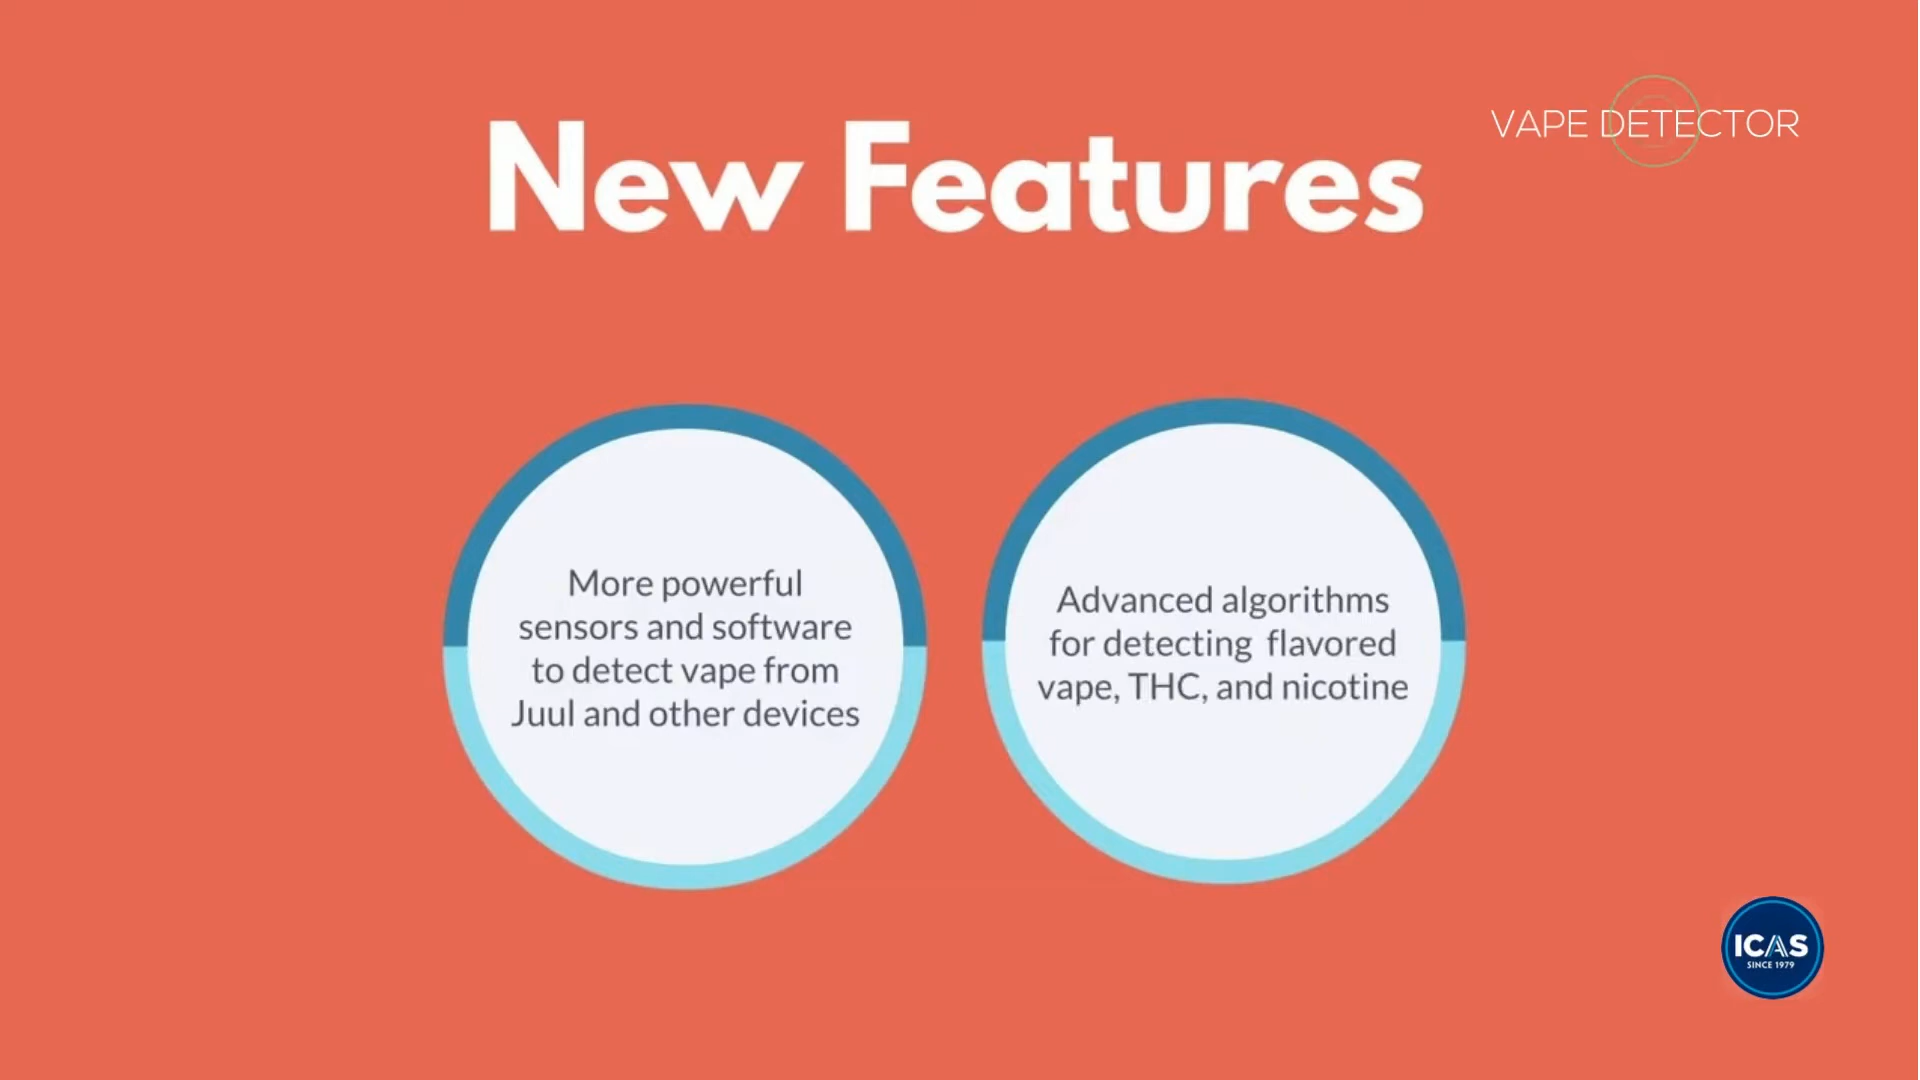 VAPE DETECTOR
New Features
More powerful
sensors and software
to detect vape from
Juul and other devices
Advanced algorithms
for detecting  flavored
vape, THC, and nicotine
ICAS
SINCE 1979